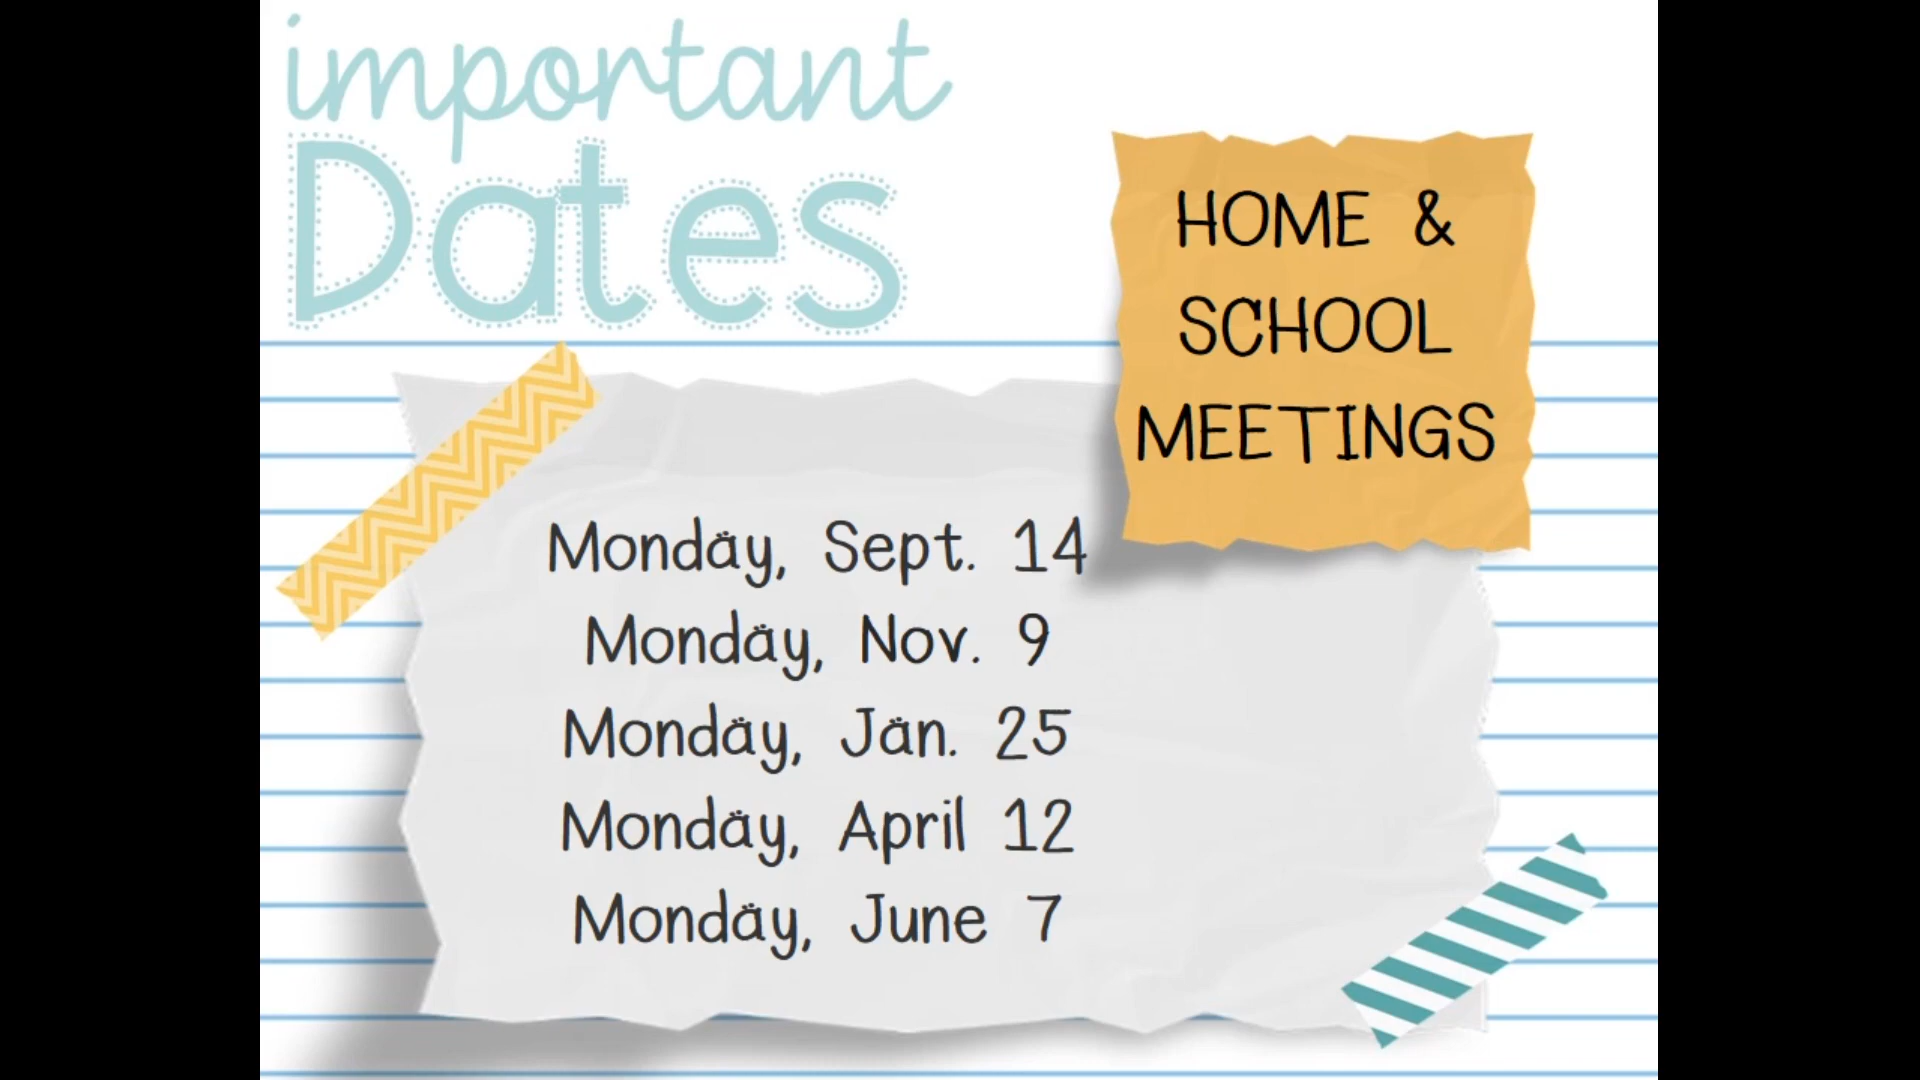 important
Dates
HOME &
SCHOOL
MEETINGS
Monday, Sept. 14
Monday, Nov. 9
Monday, Jan. 25
Monday, April 12
Monday, June 7